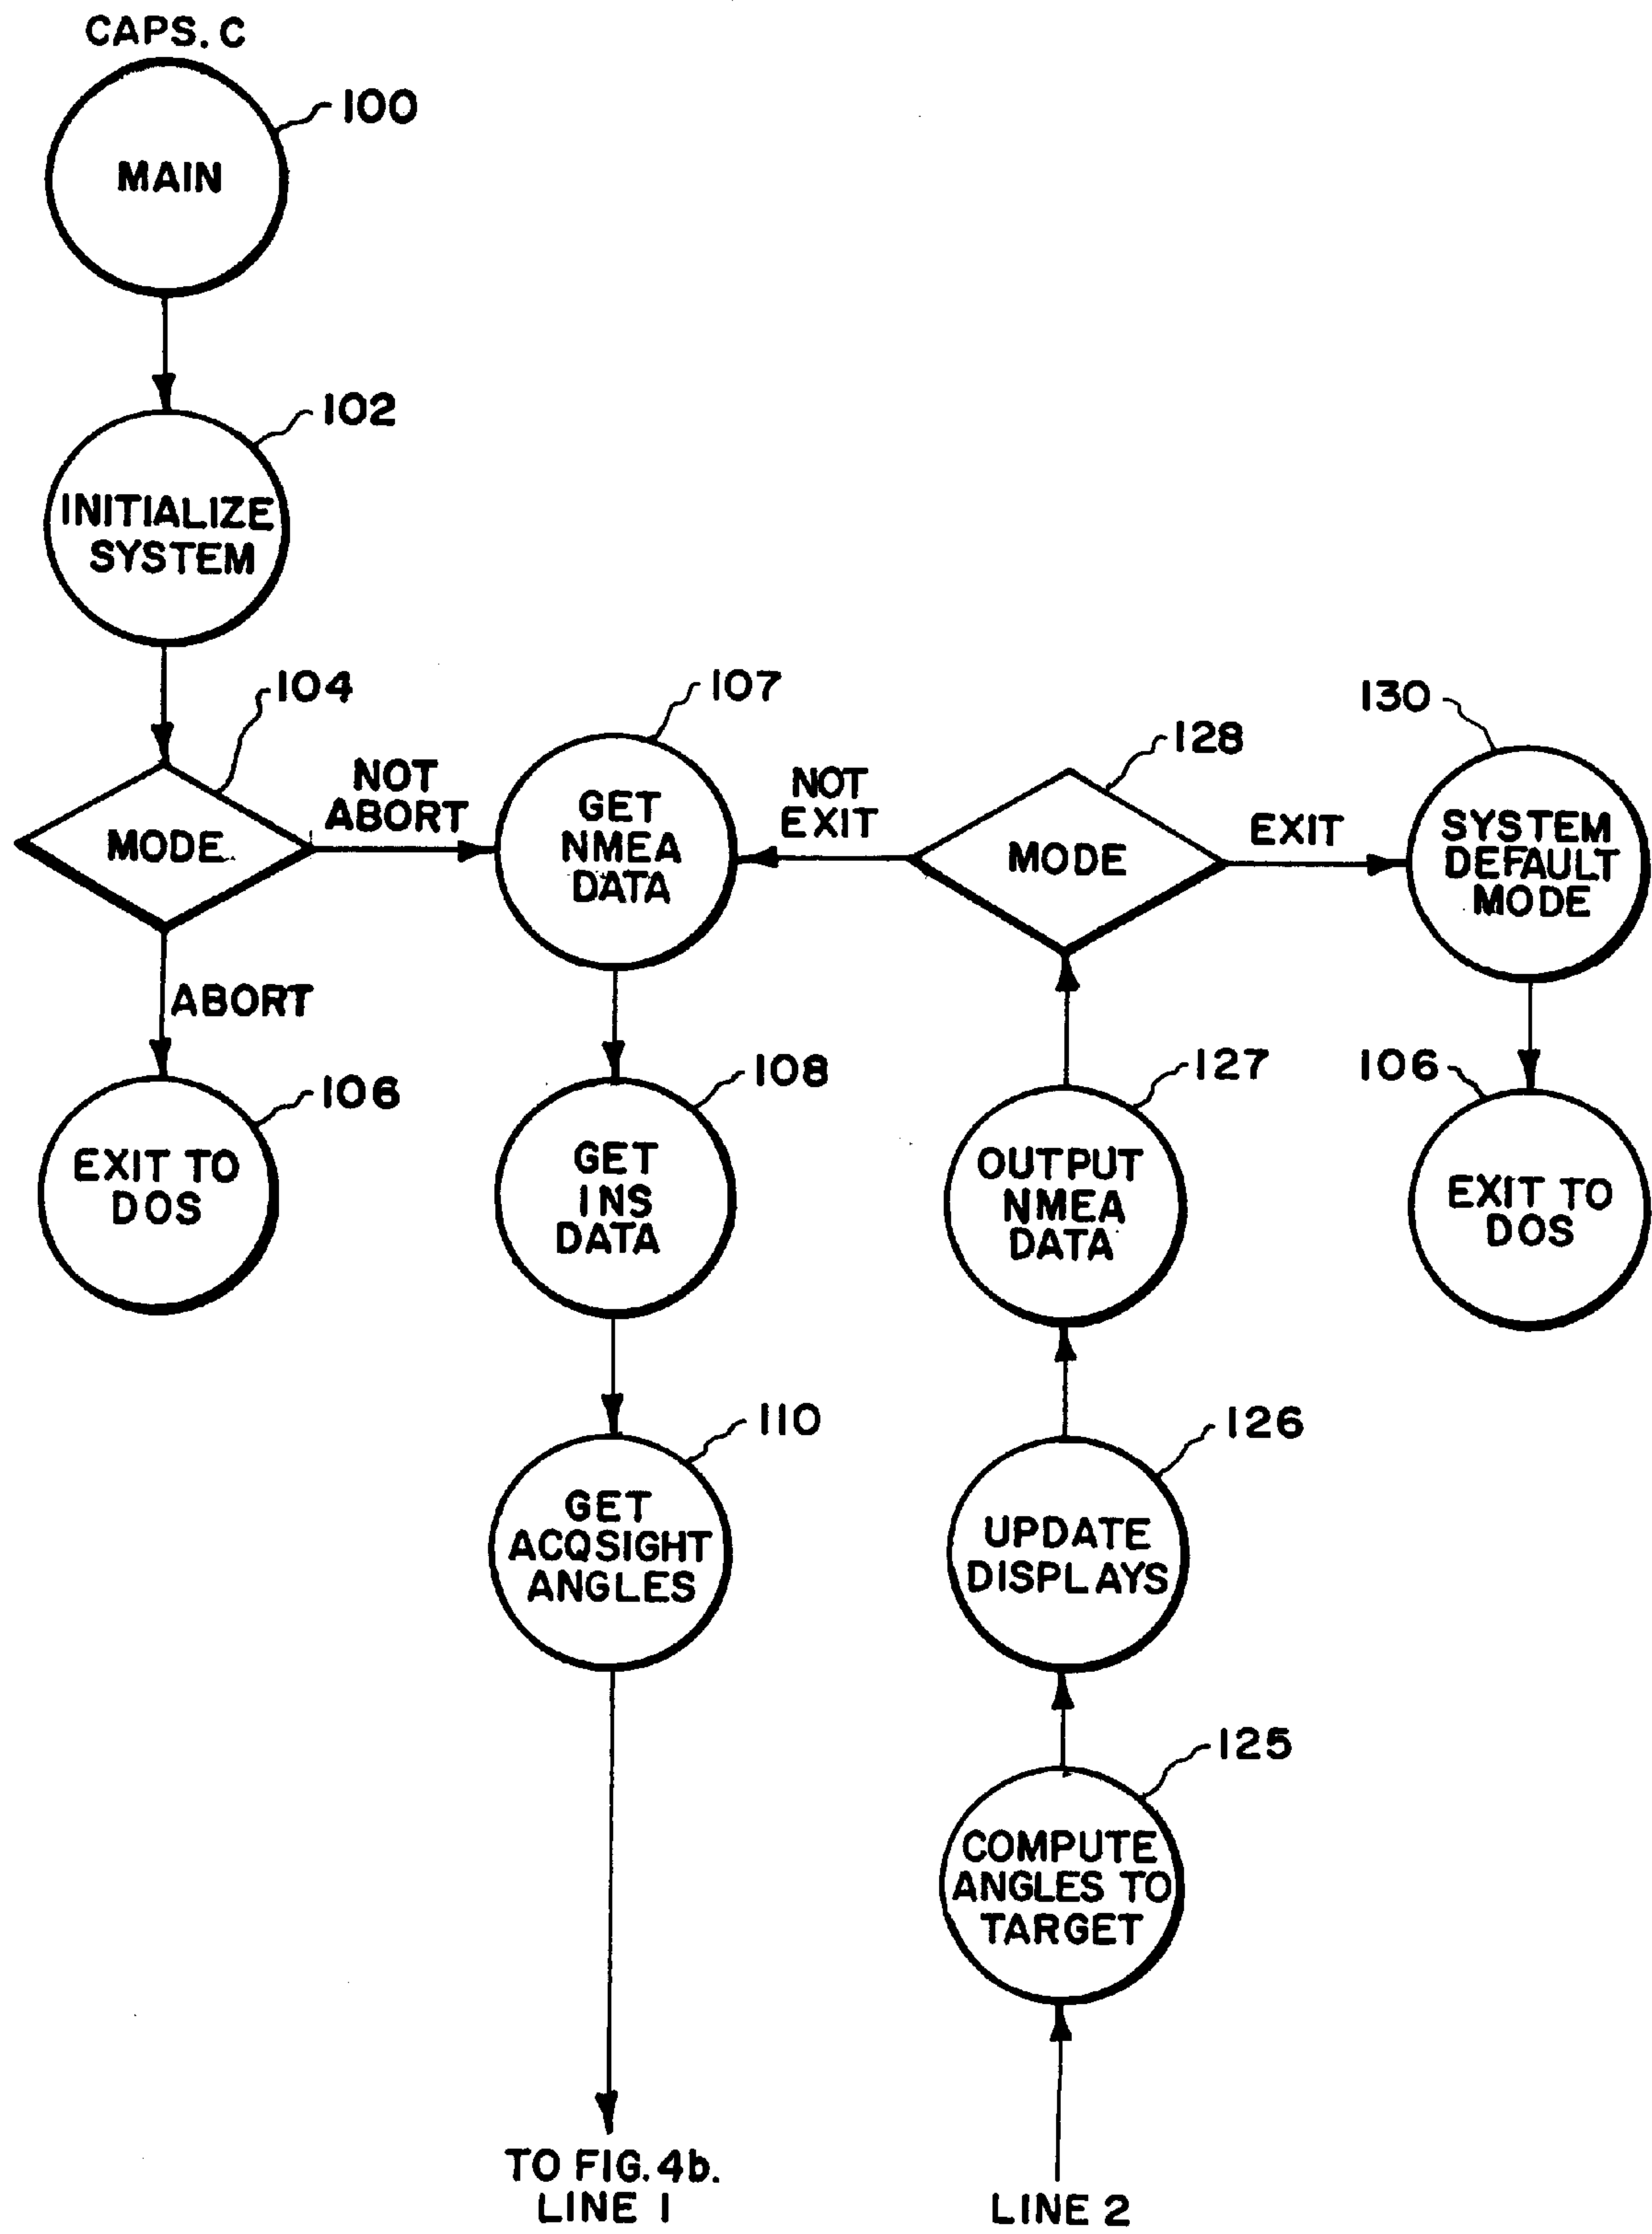 CAPS. C
100
MAIN
102
INITIALIZE
SYSTEM
104
MODE
NOT
ABORT
ABORT
106
EXIT TO
DOS
107
GET
NMEA
DATA
108
GET
INS
DATA
110
GET
ACQSIGHT
ANGLES
TO FIG. 4b.
LINE 1
NOT
EXIT
128
MODE
EXIT
130
SYSTEM
DEFAULT
MODE
106
EXIT TO
DOS
127
OUTPUT
NMEA
DATA
126
UPDATE
DISPLAYS
125
COMPUTE
ANGLES TO
TARGET
LINE 2